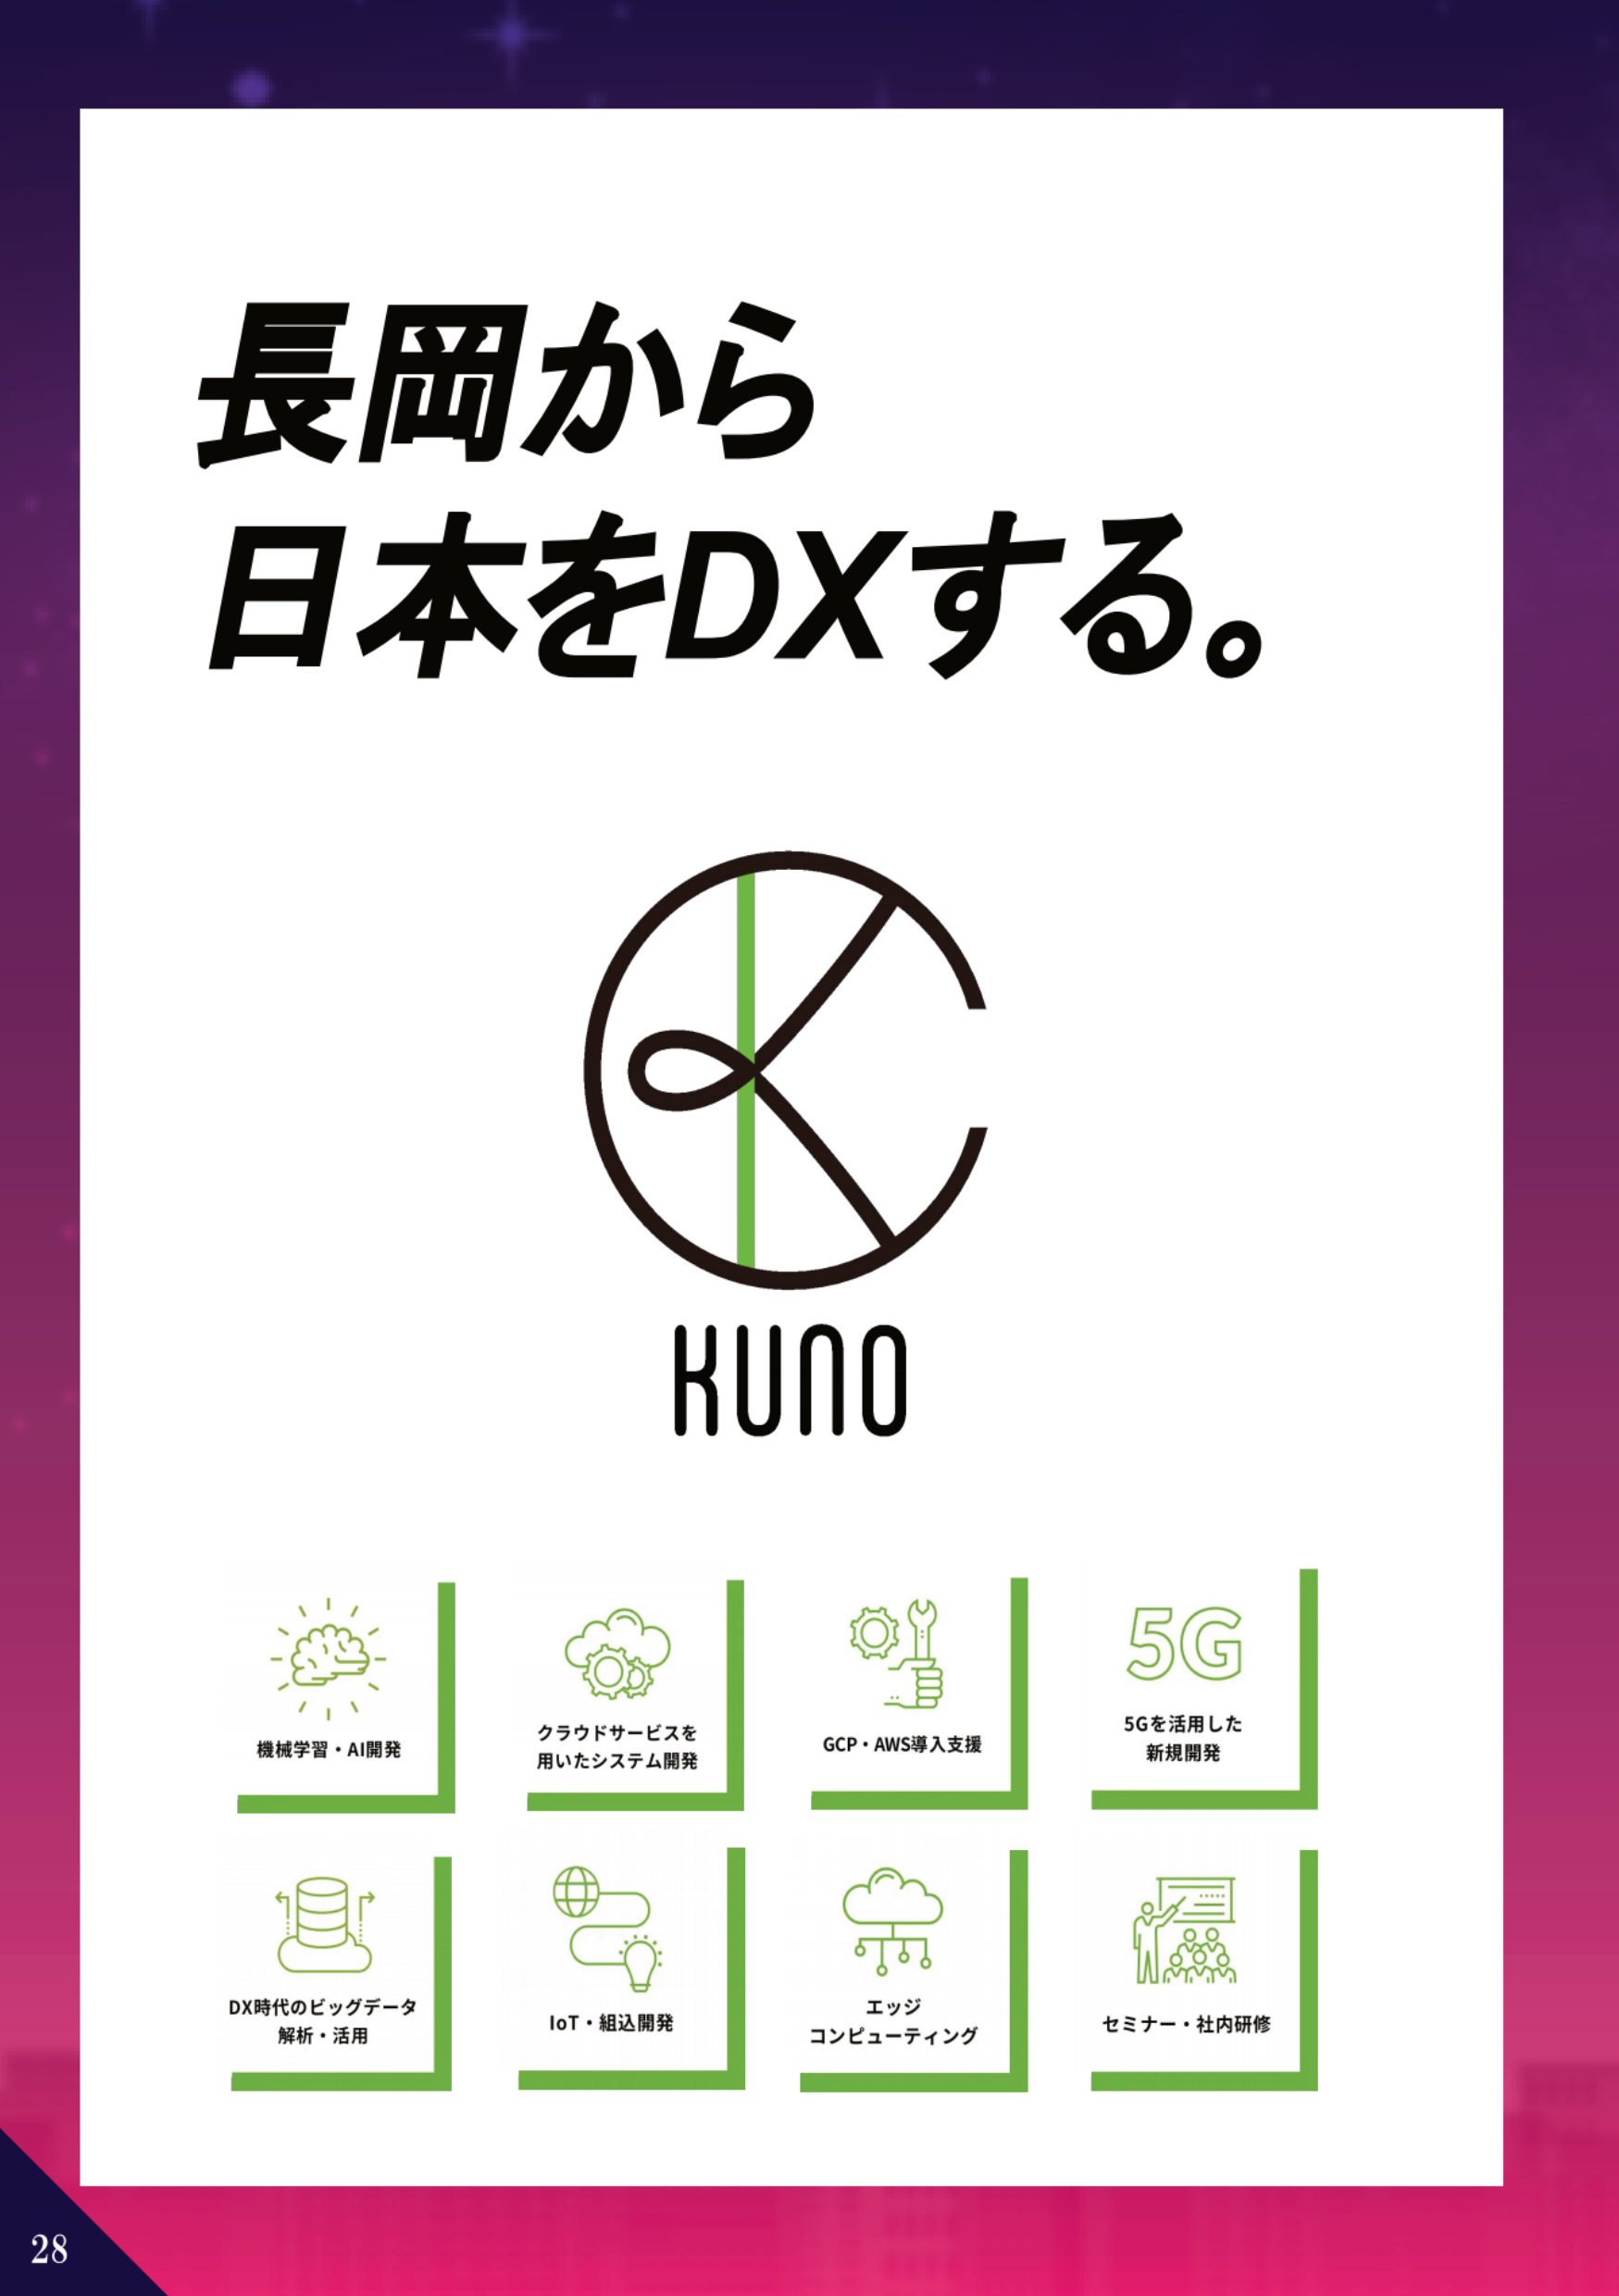 長岡から
日本をDXする。
KUNO
機械学習・AI開発
クラウドサービスを
用いたシステム開発
GCP・AWS導入支援
5G
5Gを活用した
新規開発
DX時代のビッグデータ
解析・活用
IoT・組込開発
エッジ
コンピューティング
セミナー・社内研修
28